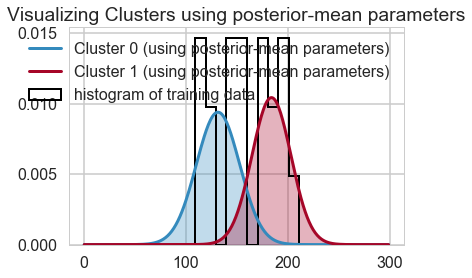 Visualizing Clusters using posterior-mean parameters
0.015
Cluster 0 (using posterior-mean parameters)
Cluster 1 (using posterior-mean parameters)
histogram of training data
0.010
0.005
0.000
0 100 200 300